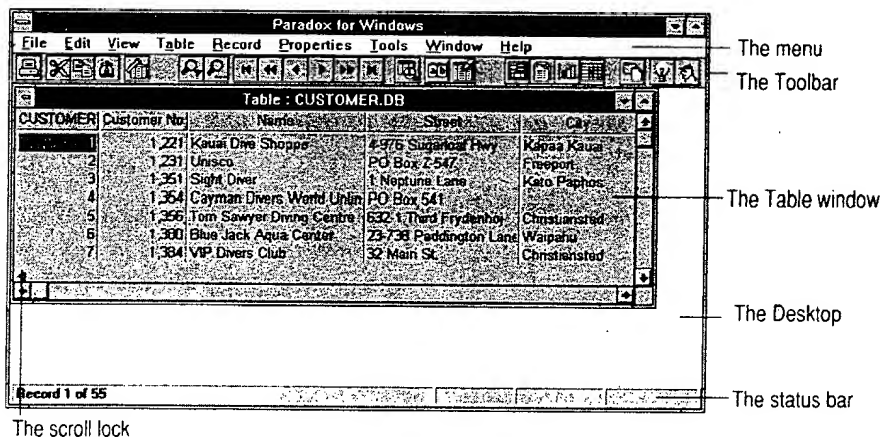 Paradox for Windows
File Edit View Table Record Properties Tools Window Help
The menu
The Toolbar
Table : CUSTOMER.DB
CUSTOMER Customer No. Name Street City
1 1,221 Kauai Dive Shoppe 4-976 Sugarloaf Hwy Kapaa Kauai
2 1,231 Unisco PO Box Z-547 Freeport
3 1,351 Sight Diver 1 Neptune Lane Kato Paphos
4 1,354 Cayman Divers World Unlim PO Box 541
The Table window
5 1,356 Tom Sawyer Diving Centre 632-1 Third Frydenhoj Christiansted
6 1,380 Blue Jack Aqua Center 23-738 Paddington Lane Waipahu
7 1,384 VIP Divers Club 32 Main St. Christiansted
The Desktop
Record 1 of 55
The status bar
The scroll lock